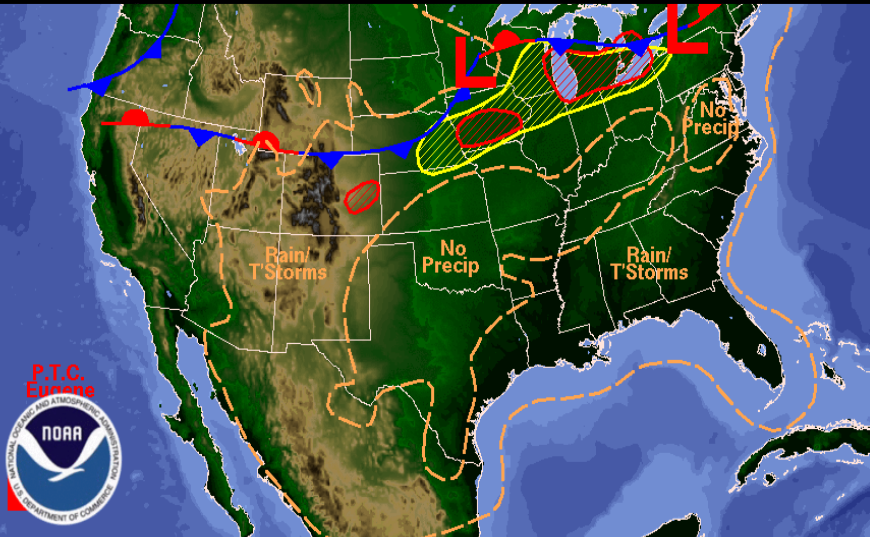 L
L
No
Precip
No
Precip
Rain/
T'Storms
Rain/
T'Storms
P.T.C.
Eugene
NATIONAL OCEANIC AND ATMOSPHERIC ADMINISTRATION
NOAA
U.S. DEPARTMENT OF COMMERCE